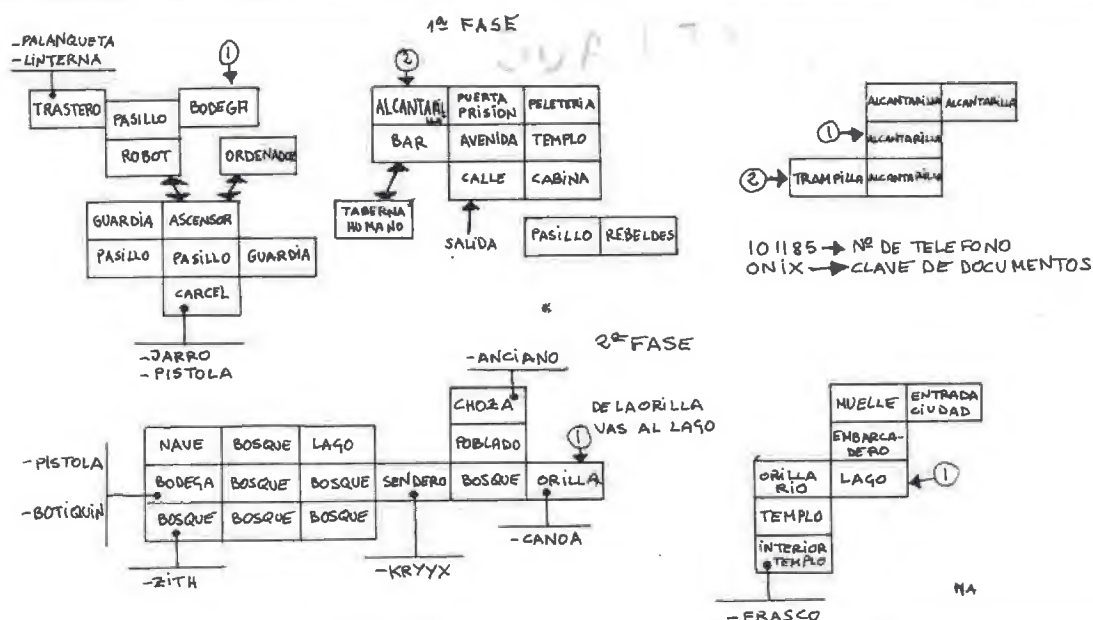 1ª FASE
-PALANQUETA
-LINTERNA
1
TRASTERO
PASILLO
BODEGA
ROBOT
ORDENADOR
GUARDIA
ASCENSOR
PASILLO
PASILLO
GUARDIA
CARCEL
-JARRO
-PISTOLA
2
ALCANTARILLA
PUERTA
PRISION
PELETERIA
BAR
AVENIDA
TEMPLO
CALLE
CABINA
TABERNA
HUMANO
SALIDA
PASILLO
REBELDES
ALCANTARILLA
ALCANTARILLA
1
ALCANTARILLA
2
TRAMPILLA
ALCANTARILLA
101185 → Nº DE TELEFONO
ONIX → CLAVE DE DOCUMENTOS
2ª FASE
-ANCIANO
CHOZA
DE LA ORILLA
VAS AL LAGO
1
POBLADO
NAVE
BOSQUE
LAGO
-PISTOLA
-BOTIQUIN
BODEGA
BOSQUE
BOSQUE
SENDERO
BOSQUE
ORILLA
BOSQUE
BOSQUE
BOSQUE
-CANOA
-ZITH
-KRYYX
MUELLE
ENTRADA
CIUDAD
EMBARCA-
DERO
ORILLA
RIO
LAGO
1
TEMPLO
INTERIOR
TEMPLO
-FRASCO
MA